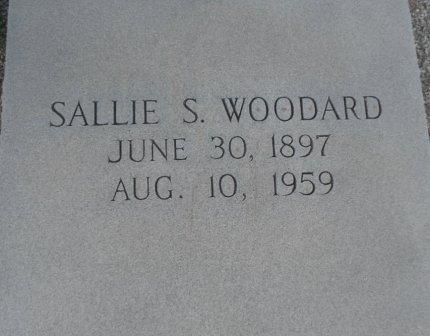 SALLIE S. WOODARD
JUNE 30, 1897
AUG. 10, 1959